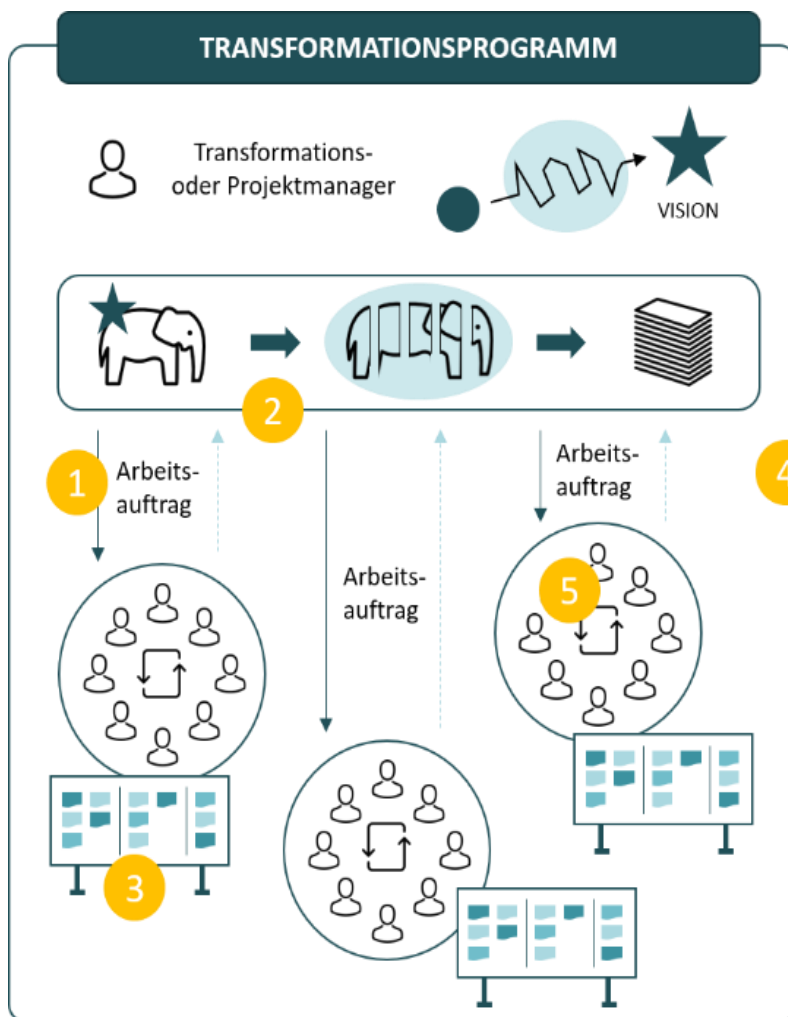 TRANSFORMATIONSPROGRAMM
Transformations-
oder Projektmanager
VISION
2
1
Arbeits-
auftrag
Arbeits-
auftrag
4
Arbeits-
auftrag
5
3